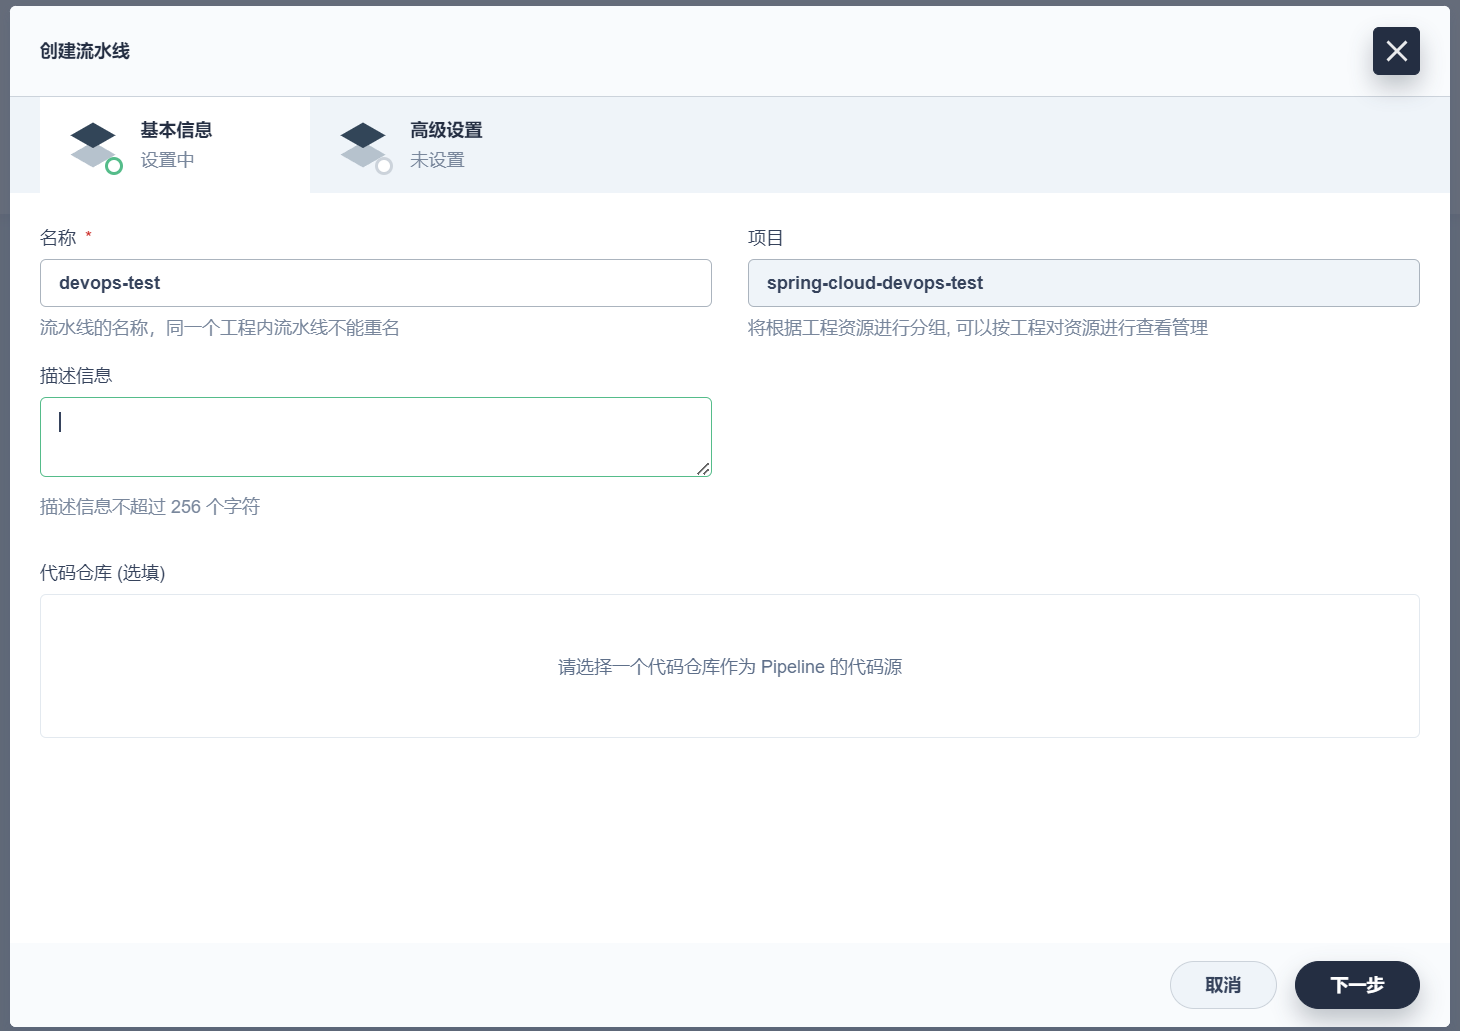 创建流水线
基本信息
设置中
高级设置
未设置
名称 *
devops-test
流水线的名称，同一个工程内流水线不能重名
项目
spring-cloud-devops-test
将根据工程资源进行分组, 可以按工程对资源进行查看管理
描述信息
描述信息不超过 256 个字符
代码仓库 (选填)
请选择一个代码仓库作为 Pipeline 的代码源
取消
下一步